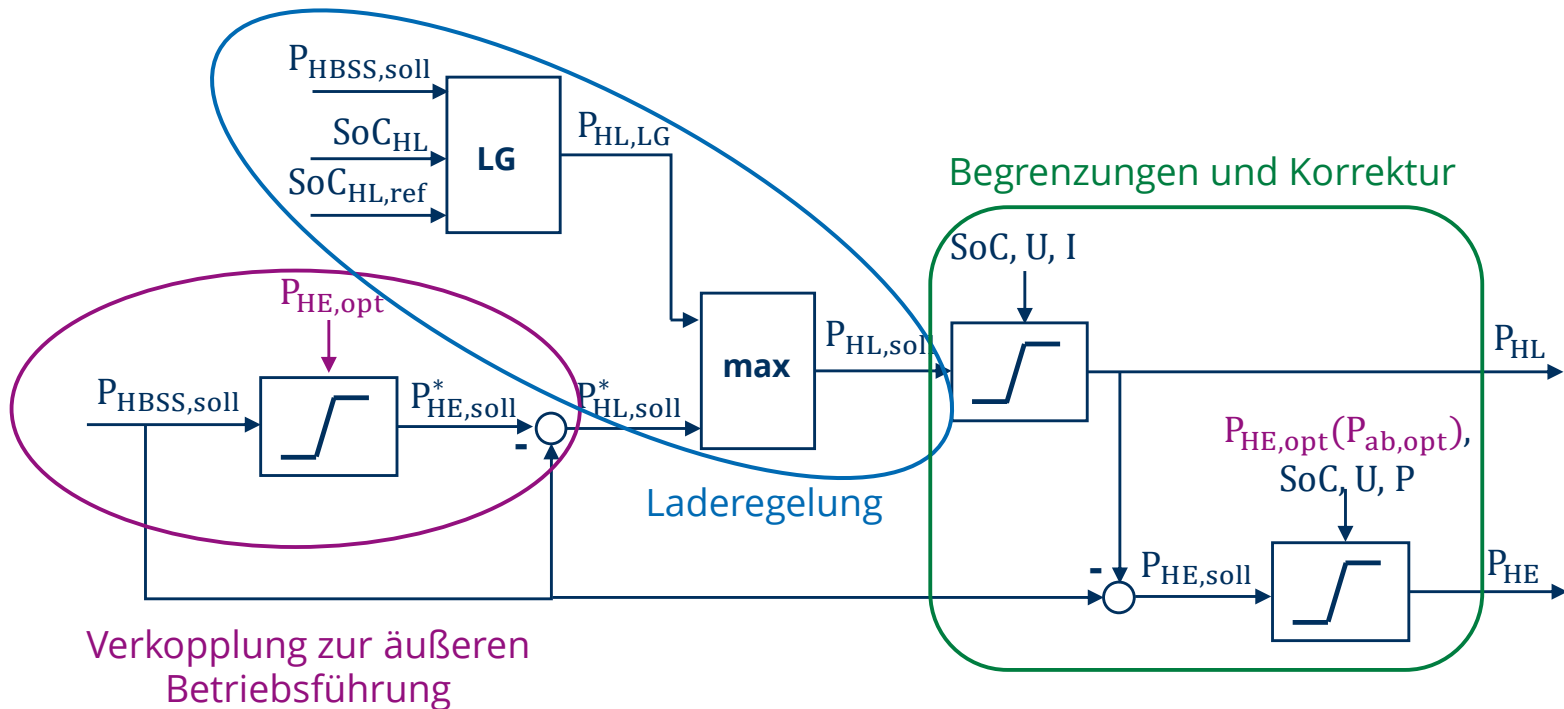 P_HBSS,soll
SoC_HL
SoC_HL,ref
LG
P_HL,LG
Begrenzungen und Korrektur
SoC, U, I
P_HE,opt
P_HBSS,soll
P*_HE,soll
-
P*_HL,soll
max
P_HL,soll
P_HL
Laderegelung
P_HE,opt(P_ab,opt),
SoC, U, P
-
P_HE,soll
P_HE
Verkopplung zur äußeren
Betriebsführung